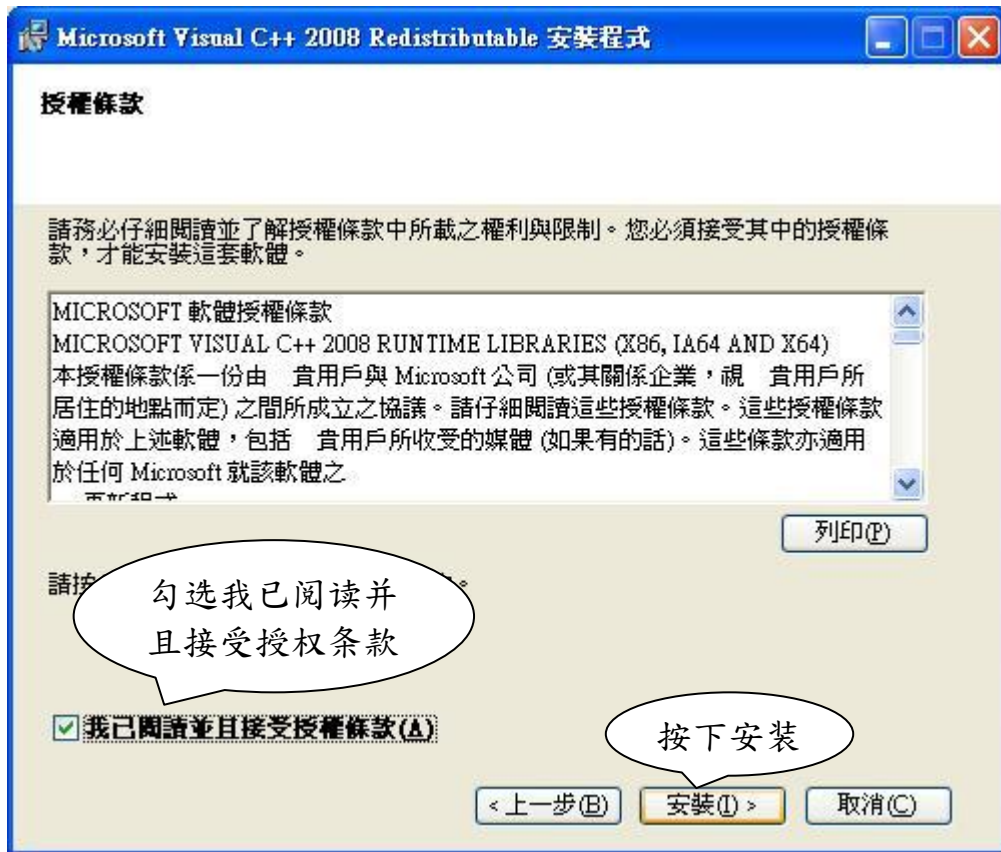 Microsoft Visual C++ 2008 Redistributable 安裝程式
授權條款
請務必仔細閱讀並了解授權條款中所載之權利與限制。您必須接受其中的授權條
款，才能安裝這套軟體。
MICROSOFT 軟體授權條款
MICROSOFT VISUAL C++ 2008 RUNTIME LIBRARIES (X86, IA64 AND X64)
本授權條款係一份由　貴用戶與 Microsoft 公司 (或其關係企業，視　貴用戶所
居住的地點而定) 之間所成立之協議。請仔細閱讀這些授權條款。這些授權條款
適用於上述軟體，包括　貴用戶所收受的媒體 (如果有的話)。這些條款亦適用
於任何 Microsoft 就該軟體之
列印(P)
請按
勾选我已阅读并
且接受授权条款
我已閱讀並且接受授權條款(A)
按下安装
<上一步(B)
安裝(I) >
取消(C)